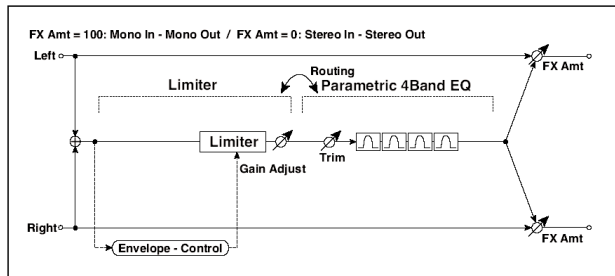 FX Amt = 100: Mono In - Mono Out / FX Amt = 0: Stereo In - Stereo Out
Left
FX Amt
Routing
Limiter
Parametric 4Band EQ
Limiter
Trim
Gain Adjust
Right
FX Amt
Envelope - Control